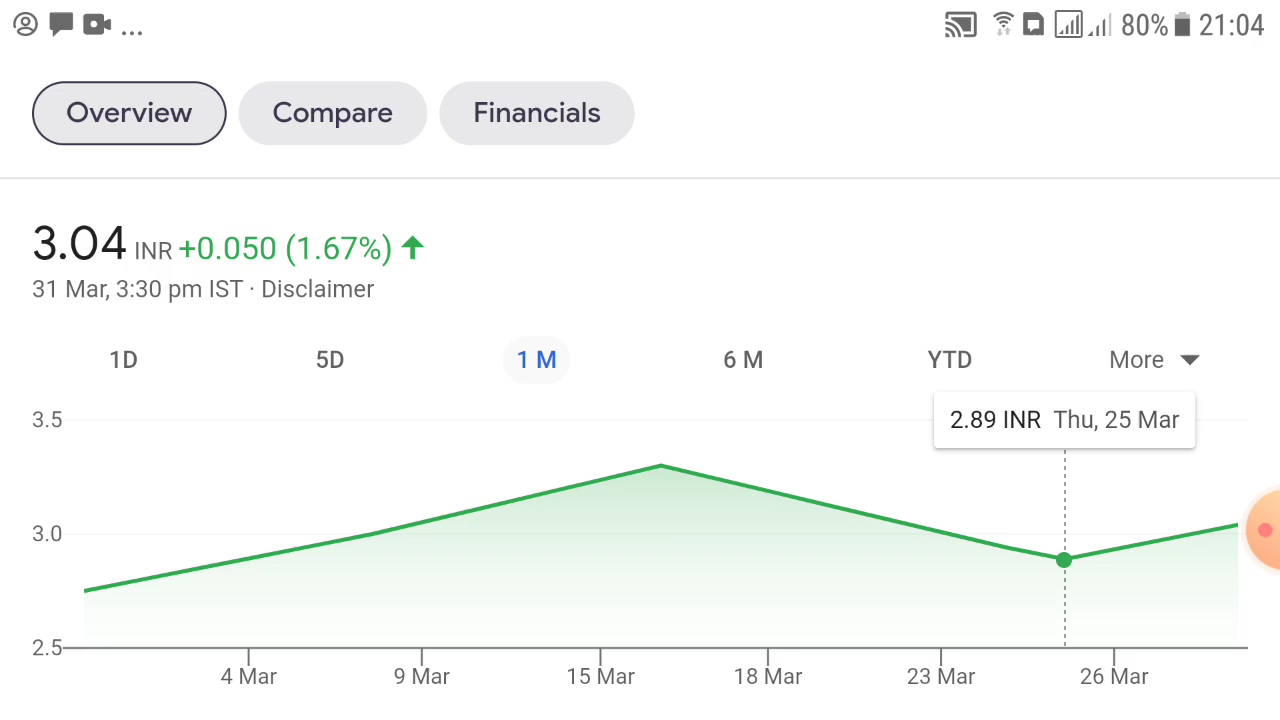 ... 80% 21:04
Overview Compare Financials
3.04 INR +0.050 (1.67%)
31 Mar, 3:30 pm IST · Disclaimer
1D 5D 1 M 6 M YTD More
2.89 INR Thu, 25 Mar
3.5
3.0
2.5
4 Mar 9 Mar 15 Mar 18 Mar 23 Mar 26 Mar